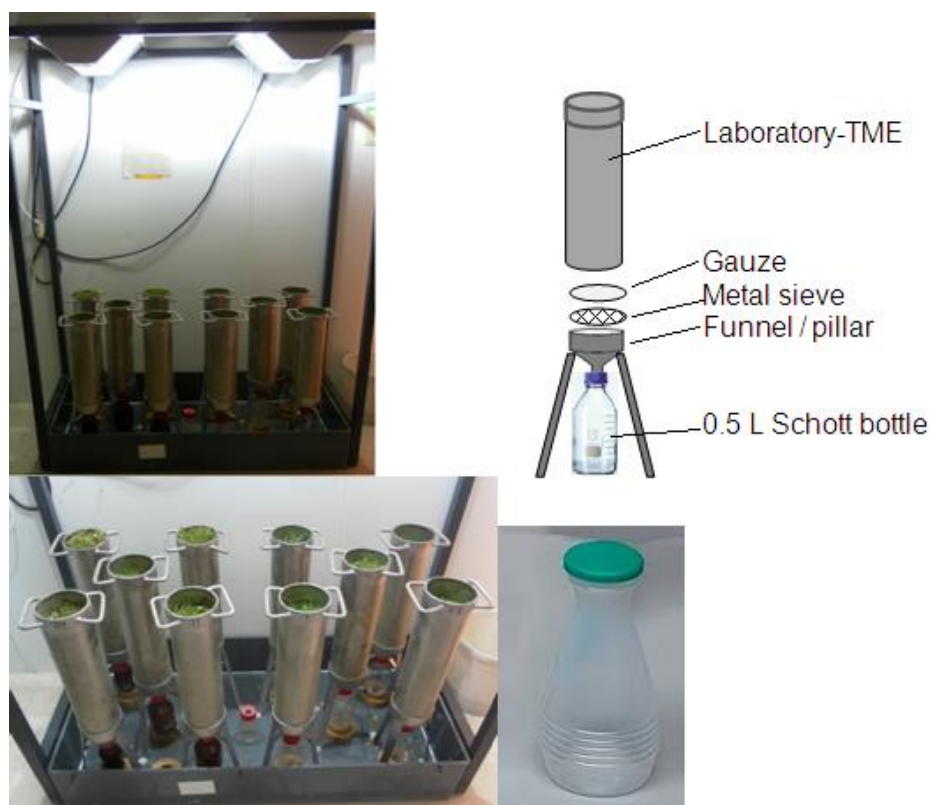 Laboratory-TME
Gauze
Metal sieve
Funnel / pillar
0.5 L Schott bottle